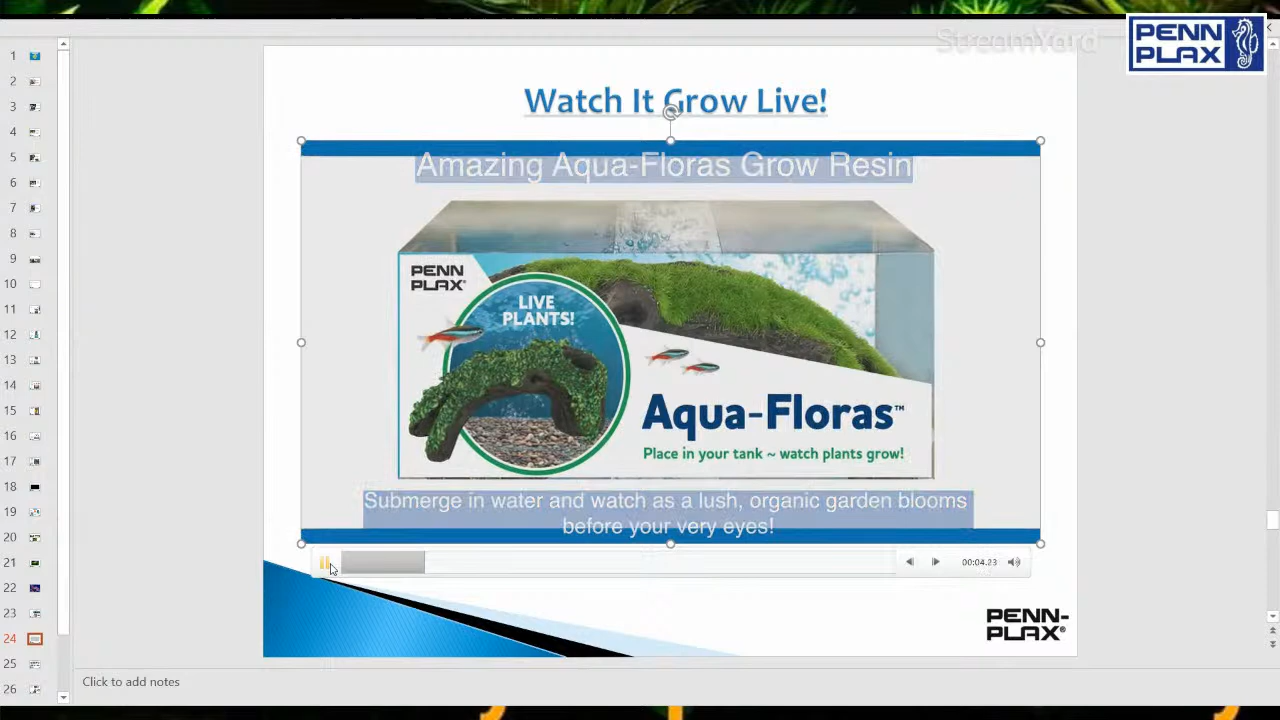 StreamYard
PENN
PLAX
Watch It Grow Live!
Amazing Aqua-Floras Grow Resin
PENN
PLAX®
LIVE
PLANTS!
Aqua-Floras™
Place in your tank ~ watch plants grow!
Submerge in water and watch as a lush, organic garden blooms
before your very eyes!
00:04.23
PENN-
PLAX®
Click to add notes
1
2
3
4
5
6
7
8
9
10
11
12
13
14
15
16
17
18
19
20
21
22
23
24
25
26